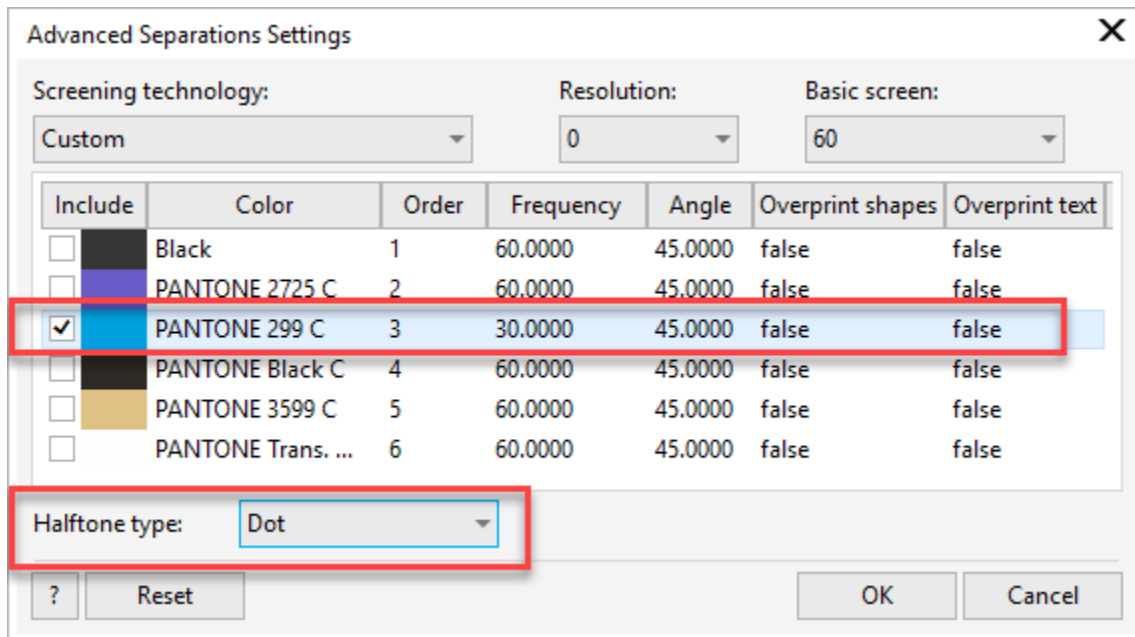 Advanced Separations Settings
Screening technology: Resolution: Basic screen:
Custom 0 60
Include Color Order Frequency Angle Overprint shapes Overprint text
Black 1 60.0000 45.0000 false false
PANTONE 2725 C 2 60.0000 45.0000 false false
PANTONE 299 C 3 30.0000 45.0000 false false
PANTONE Black C 4 60.0000 45.0000 false false
PANTONE 3599 C 5 60.0000 45.0000 false false
PANTONE Trans. ... 6 60.0000 45.0000 false false
Halftone type: Dot
? Reset OK Cancel